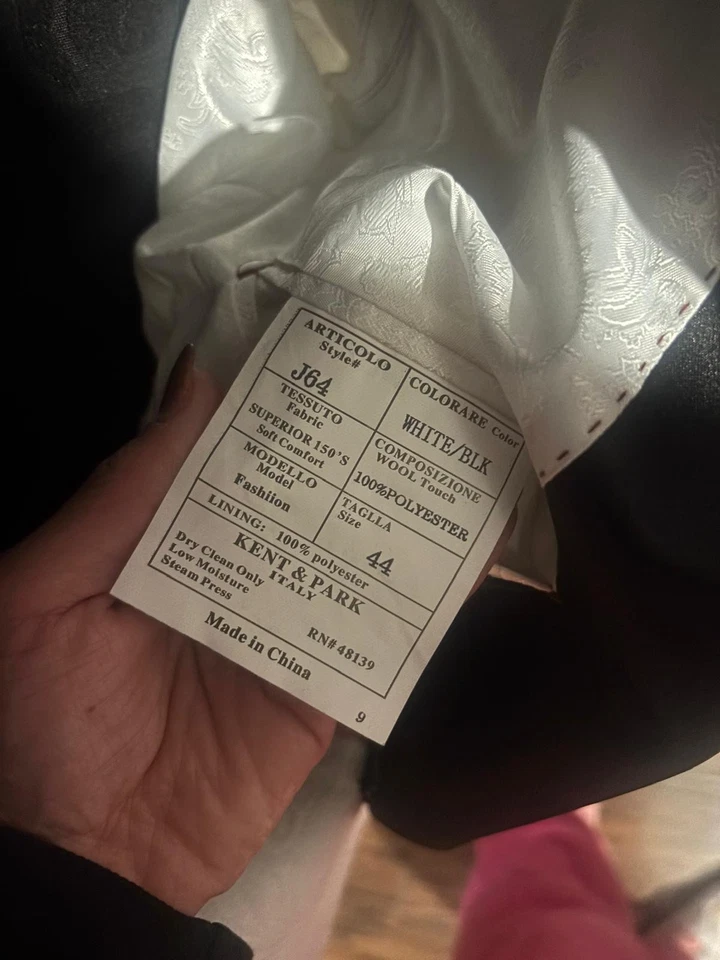 ARTICOLO
Style#
J64
COLORARE Color
WHITE/BLK
TESSUTO
Fabric
SUPERIOR 150'S
Soft Comfort
COMPOSIZIONE
WOOL Touch
100%POLYESTER
MODELLO
Model
Fashiion
TAGLLA
Size
44
LINING: 100% polyester
KENT & PARK
ITALY
Dry Clean Only
Low Moisture
Steam Press
RN# 48139
Made in China
9